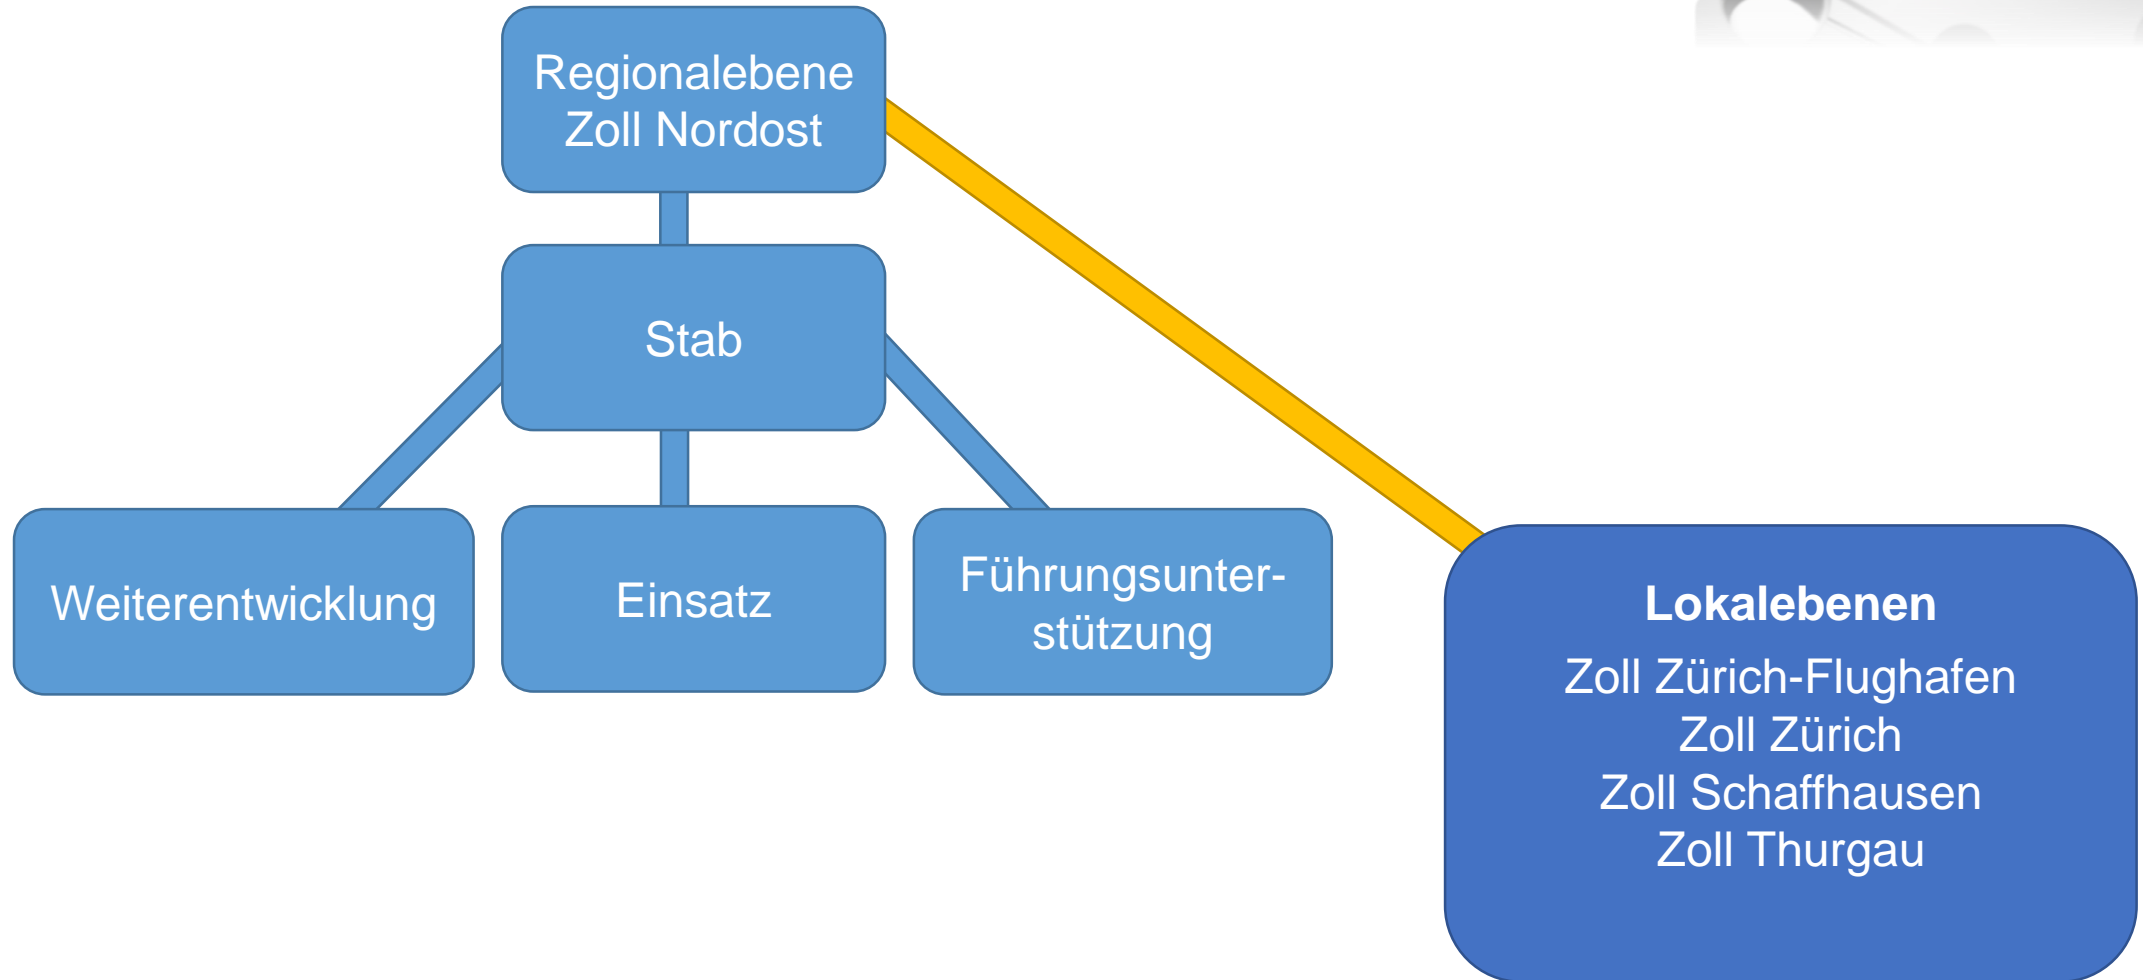 Regionalebene
Zoll Nordost
Stab
Weiterentwicklung
Einsatz
Führungsunter-
stützung
Lokalebenen
Zoll Zürich-Flughafen
Zoll Zürich
Zoll Schaffhausen
Zoll Thurgau